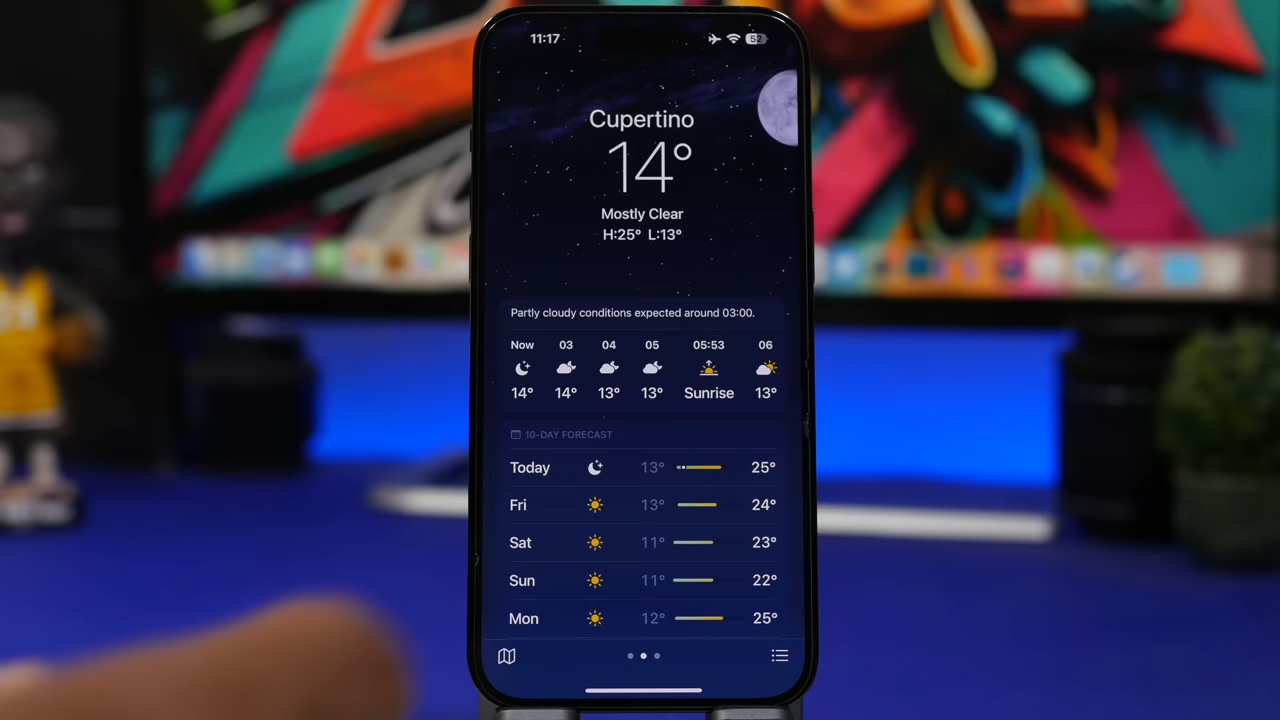 11:17 52
Cupertino
14°
Mostly Clear
H:25° L:13°
Partly cloudy conditions expected around 03:00.
Now 03 04 05 05:53 06
14° 14° 13° 13° Sunrise 13°
10-DAY FORECAST
Today 13° 25°
Fri 13° 24°
Sat 11° 23°
Sun 11° 22°
Mon 12° 25°